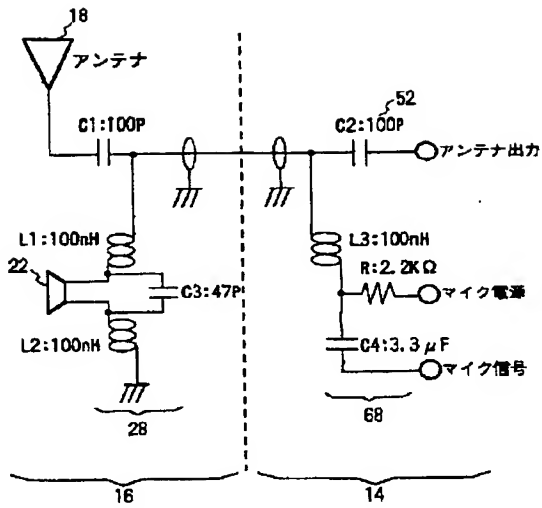 18
アンテナ
C1:100P
52
C2:100P
アンテナ出力
L1:100nH
22
C3:47P
L2:100nH
L3:100nH
R:2.2KΩ
マイク電源
C4:3.3μF
マイク信号
28
68
16
14